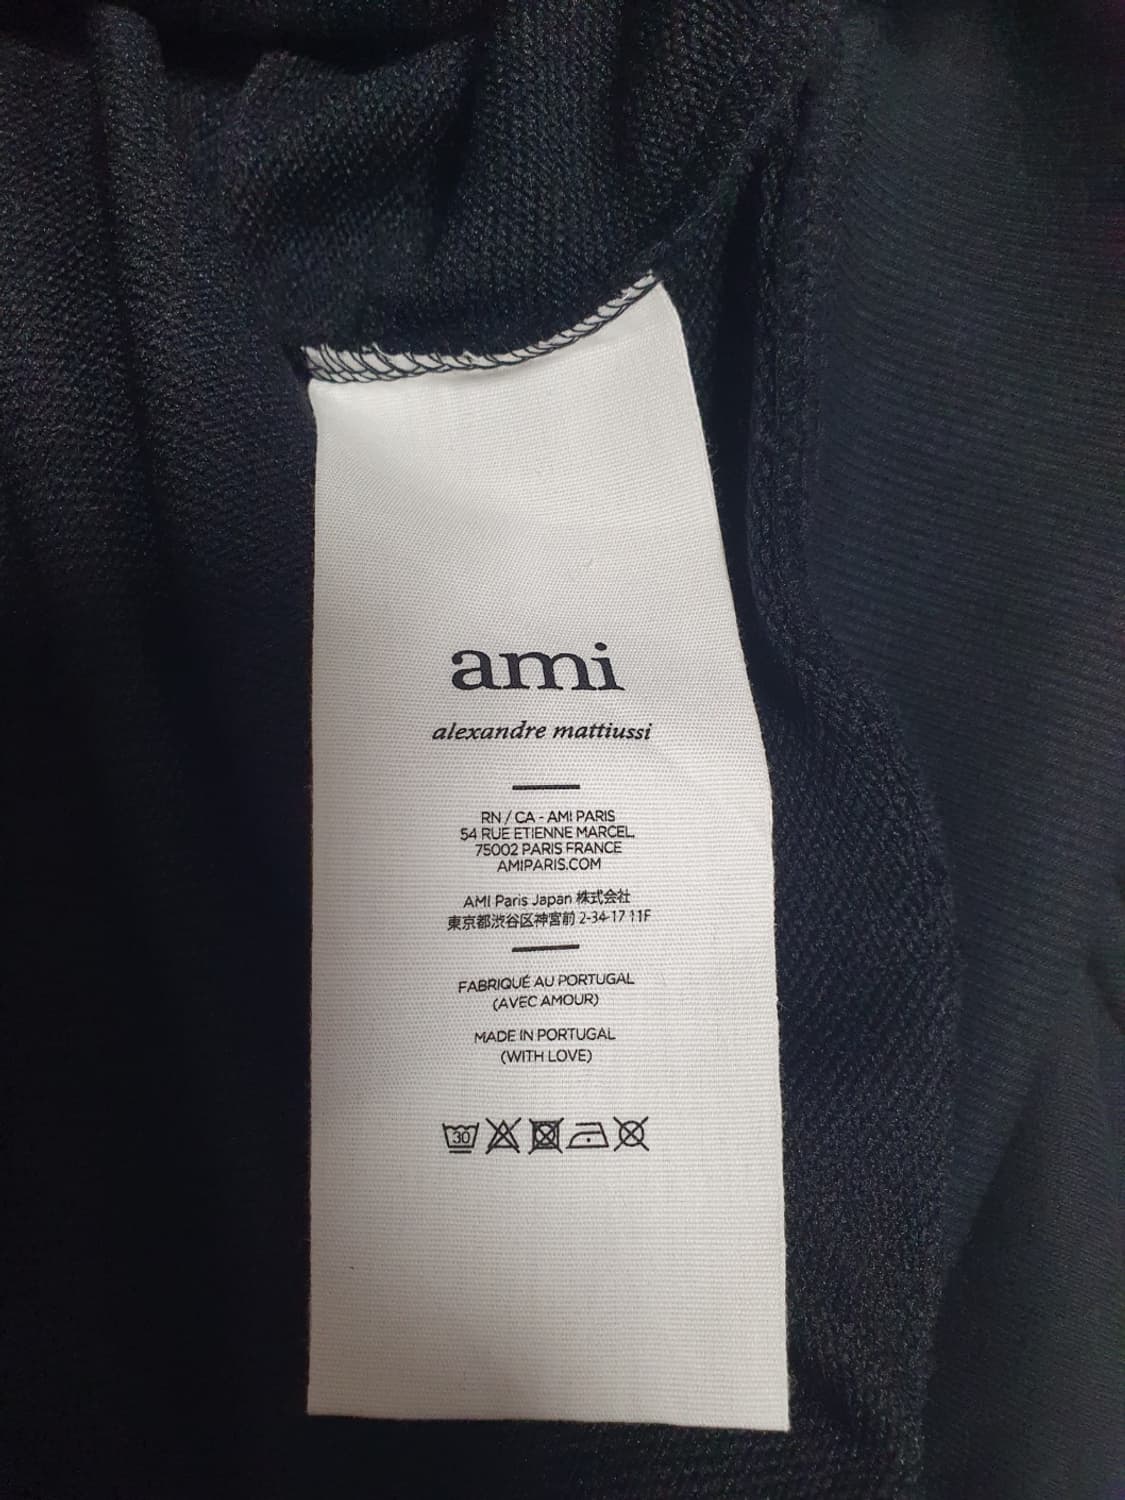 ami
alexandre mattiussi
RN / CA - AMI PARIS
54 RUE ETIENNE MARCEL,
75002 PARIS FRANCE
AMIPARIS.COM
AMI Paris Japan 株式会社
東京都渋谷区神宮前 2-34-17 11F
FABRIQUÉ AU PORTUGAL
(AVEC AMOUR)
MADE IN PORTUGAL
(WITH LOVE)
30